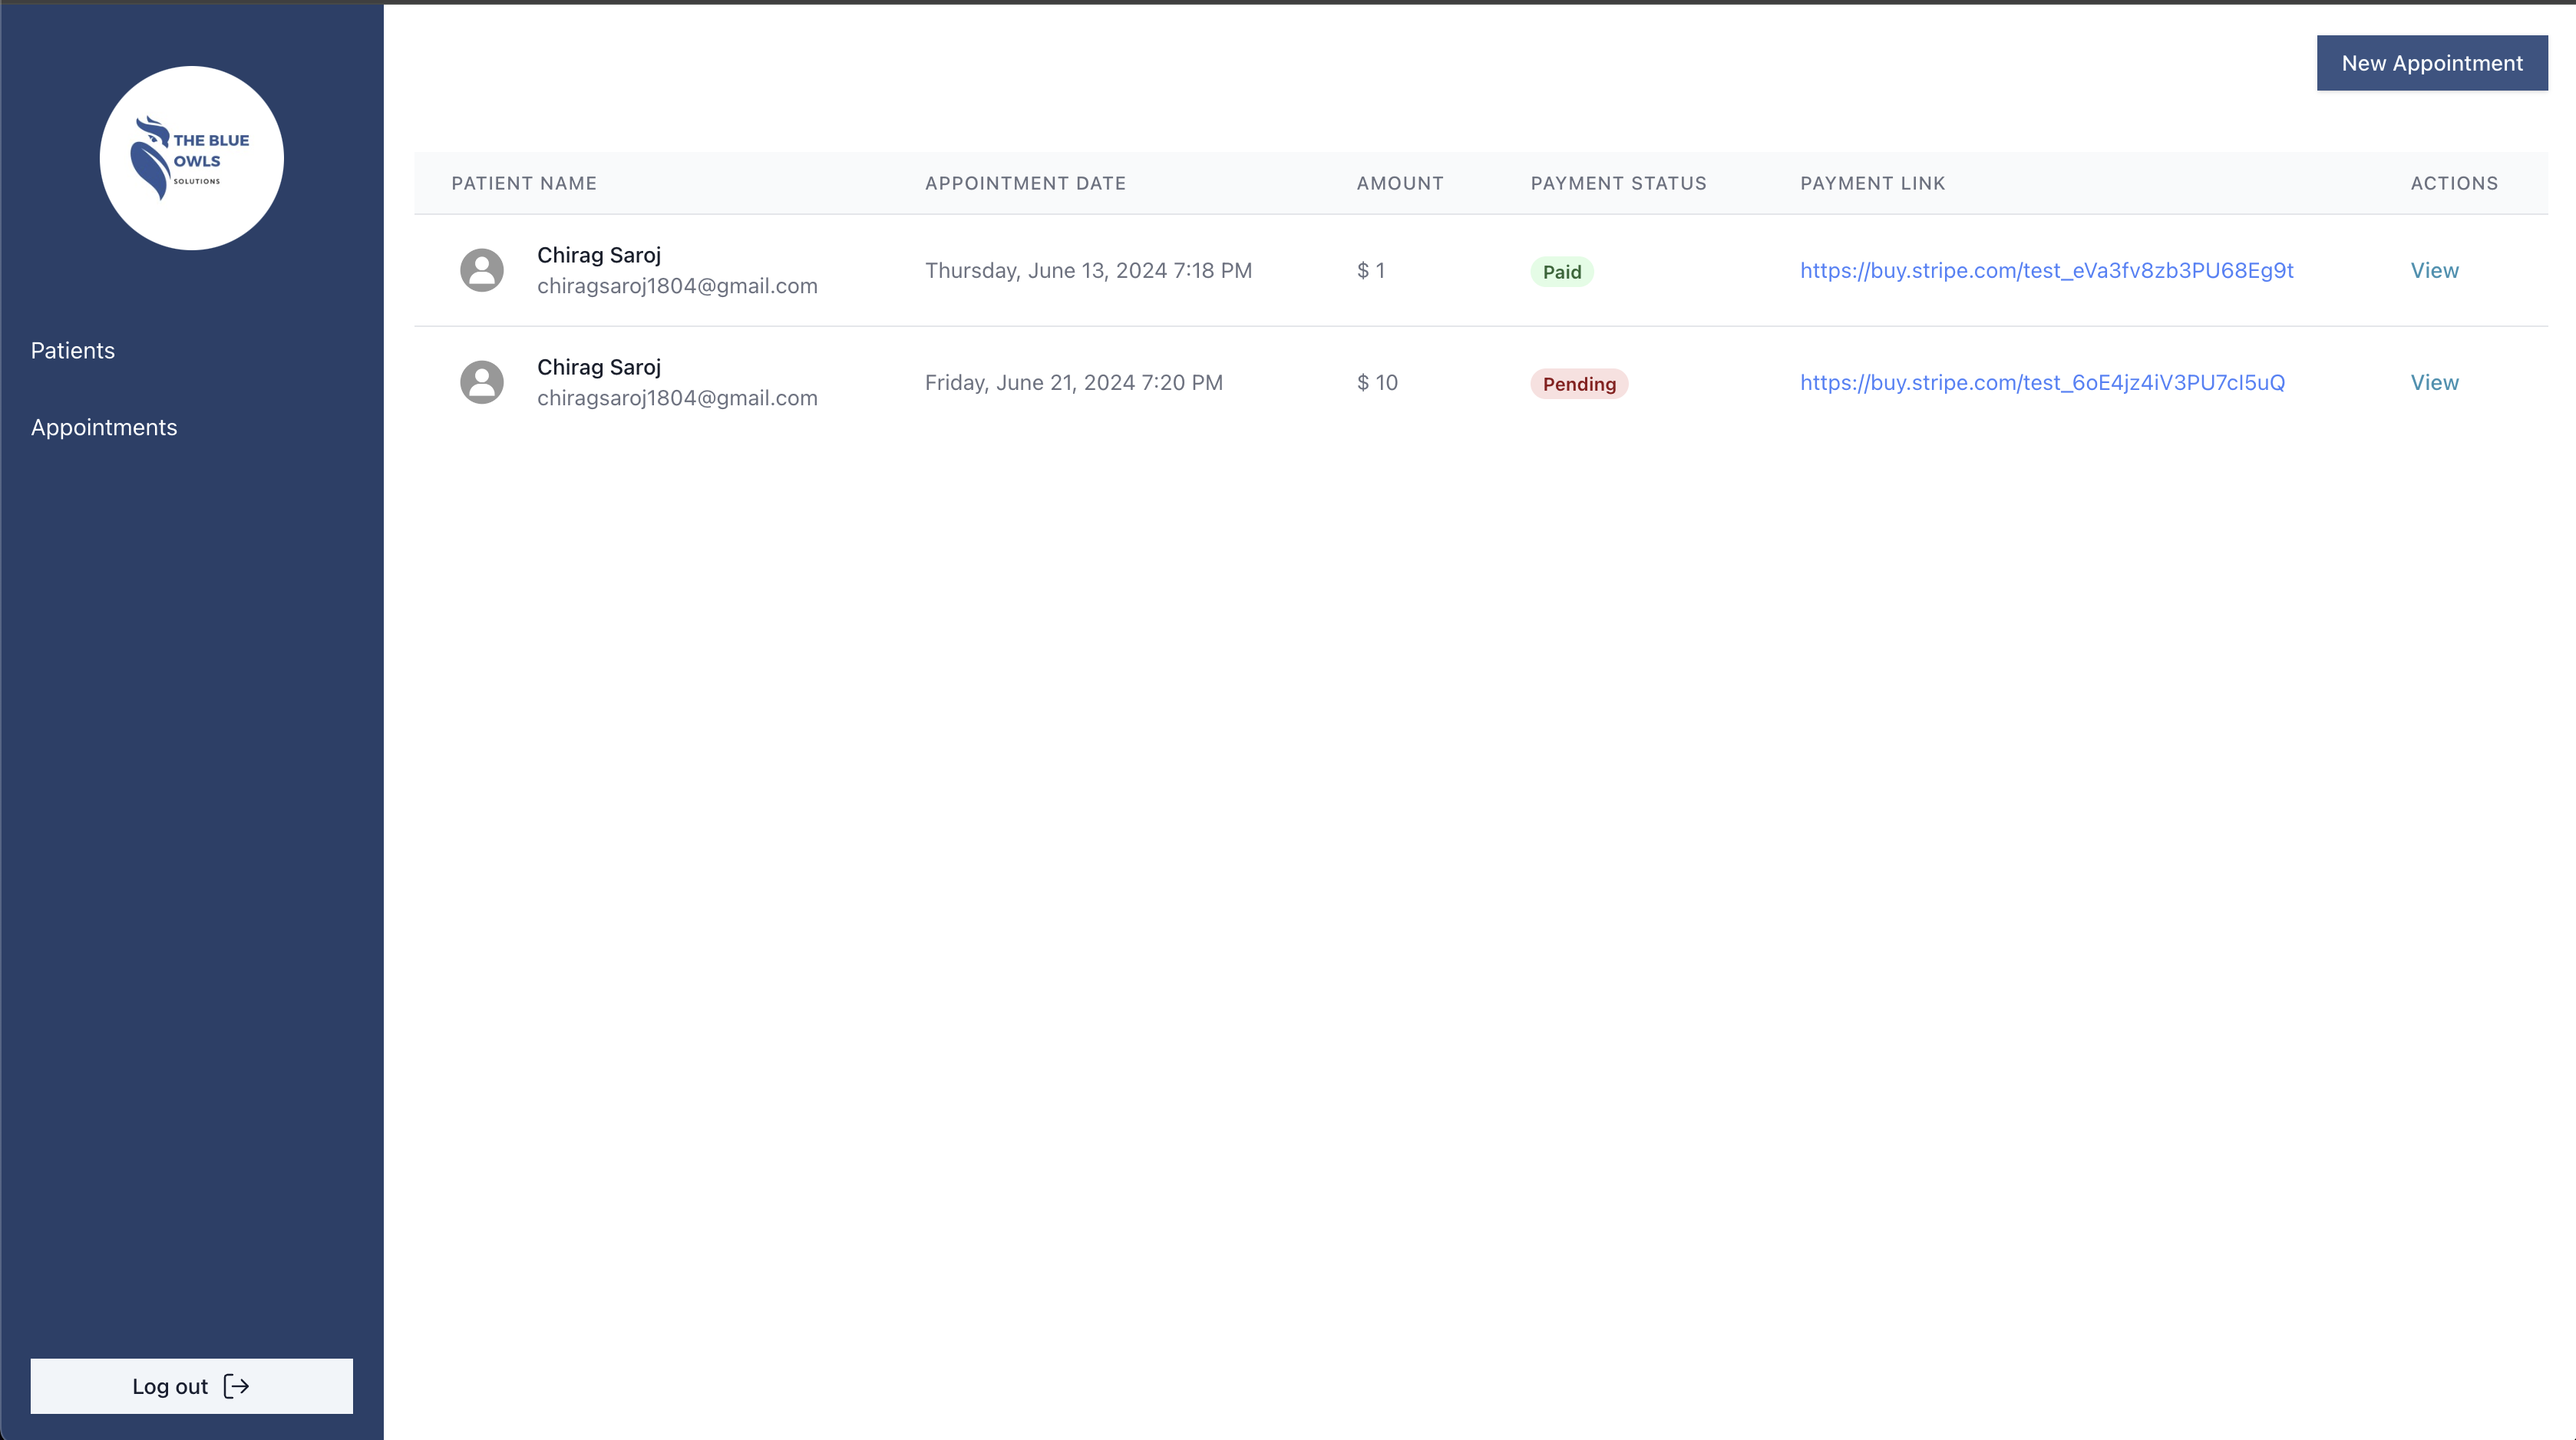 THE BLUE
OWLS
SOLUTIONS
Patients
Appointments
Log out
New Appointment
PATIENT NAME APPOINTMENT DATE AMOUNT PAYMENT STATUS PAYMENT LINK ACTIONS
Chirag Saroj
chiragsaroj1804@gmail.com
Thursday, June 13, 2024 7:18 PM $ 1 Paid https://buy.stripe.com/test_eVa3fv8zb3PU68Eg9t View
Chirag Saroj
chiragsaroj1804@gmail.com
Friday, June 21, 2024 7:20 PM $ 10 Pending https://buy.stripe.com/test_6oE4jz4iV3PU7cI5uQ View